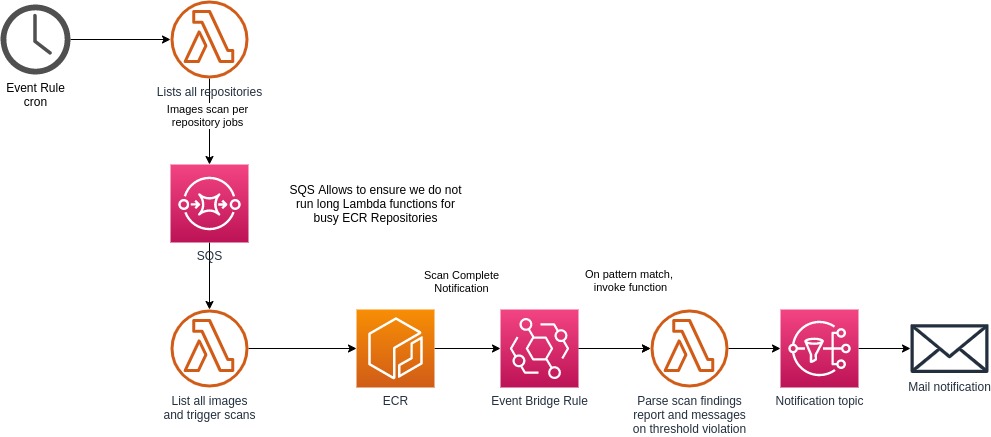 Event Rule
cron
Lists all repositories
Images scan per
repository jobs
SQS Allows to ensure we do not
run long Lambda functions for
busy ECR Repositories
SQS
Scan Complete
Notification
On pattern match,
invoke function
List all images
and trigger scans
ECR
Event Bridge Rule
Parse scan findings
report and messages
on threshold violation
Notification topic
Mail notification